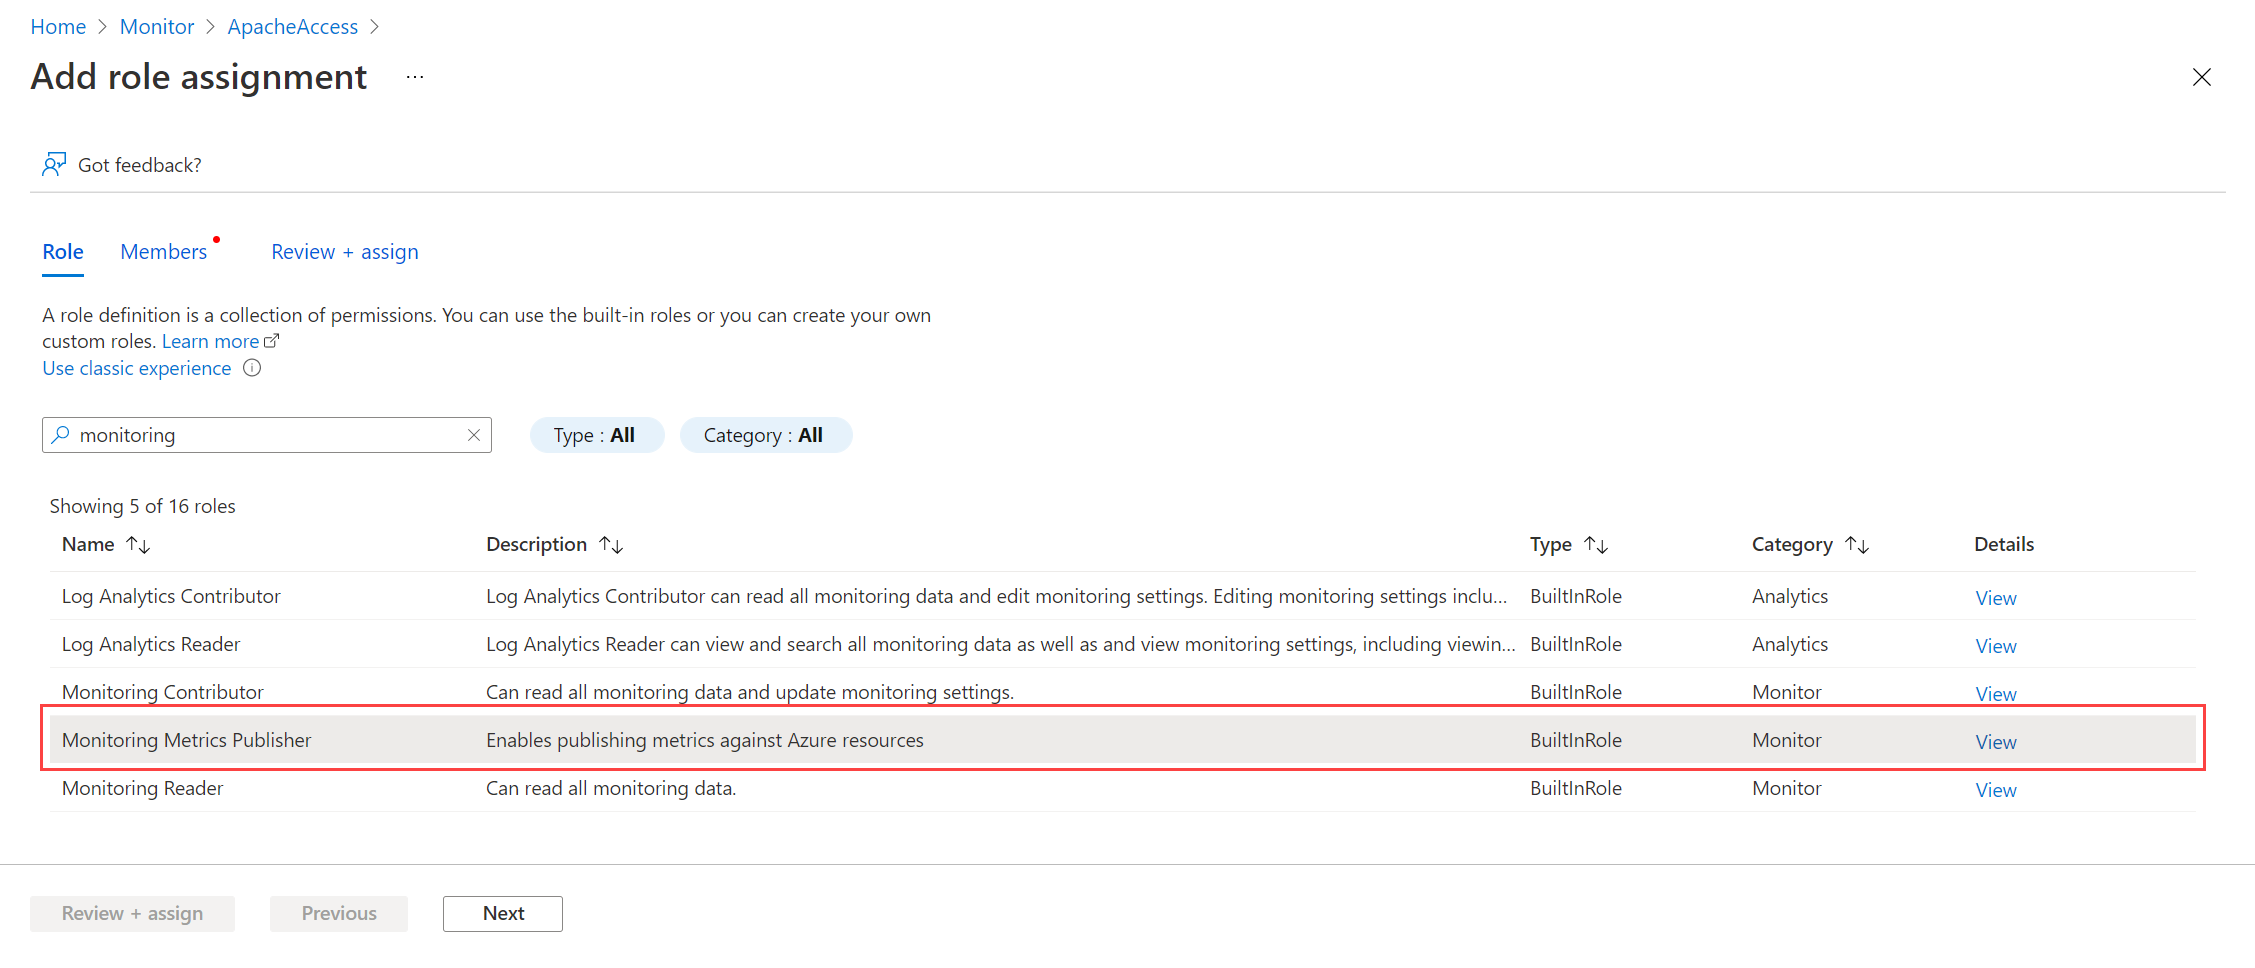 Home > Monitor > ApacheAccess >
Add role assignment ...
Got feedback?
Role Members Review + assign
A role definition is a collection of permissions. You can use the built-in roles or you can create your own
custom roles. Learn more
Use classic experience
monitoring Type : All Category : All
Showing 5 of 16 roles
Name ↑↓ Description ↑↓ Type ↑↓ Category ↑↓ Details
Log Analytics Contributor Log Analytics Contributor can read all monitoring data and edit monitoring settings. Editing monitoring settings inclu... BuiltInRole Analytics View
Log Analytics Reader Log Analytics Reader can view and search all monitoring data as well as and view monitoring settings, including viewin... BuiltInRole Analytics View
Monitoring Contributor Can read all monitoring data and update monitoring settings. BuiltInRole Monitor View
Monitoring Metrics Publisher Enables publishing metrics against Azure resources BuiltInRole Monitor View
Monitoring Reader Can read all monitoring data. BuiltInRole Monitor View
Review + assign Previous Next